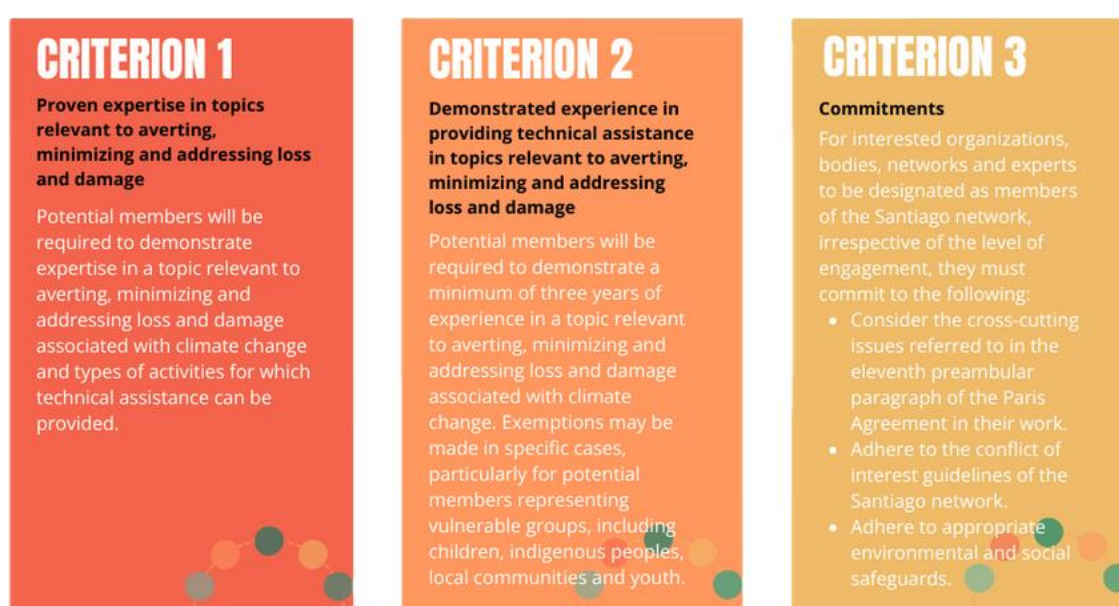 CRITERION 1
Proven expertise in topics
relevant to averting,
minimizing and addressing loss
and damage
Potential members will be
required to demonstrate
expertise in a topic relevant to
averting, minimizing and
addressing loss and damage
associated with climate change
and types of activities for which
technical assistance can be
provided.
CRITERION 2
Demonstrated experience in
providing technical assistance
in topics relevant to averting,
minimizing and addressing
loss and damage
Potential members will be
required to demonstrate a
minimum of three years of
experience in a topic relevant
to averting, minimizing and
addressing loss and damage
associated with climate
change. Exemptions may be
made in specific cases,
particularly for potential
members representing
vulnerable groups, including
children, indigenous peoples,
local communities and youth.
CRITERION 3
Commitments
For interested organizations,
bodies, networks and experts
to be designated as members
of the Santiago network,
irrespective of the level of
engagement, they must
commit to the following:
• Consider the cross-cutting
issues referred to in the
eleventh preambular
paragraph of the Paris
Agreement in their work.
• Adhere to the conflict of
interest guidelines of the
Santiago network.
• Adhere to appropriate
environmental and social
safeguards.